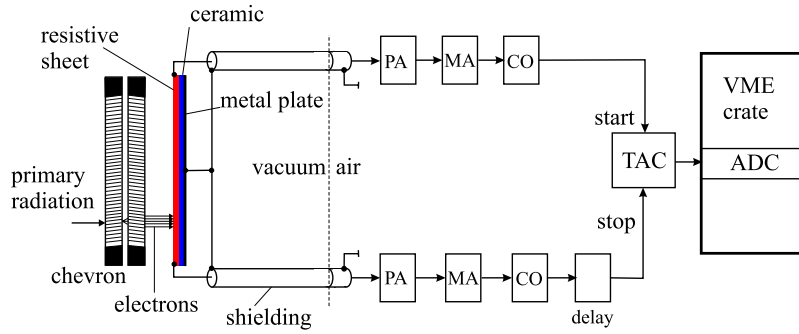 ceramic
resistive
sheet
metal plate
PA
MA
CO
VME
crate
start
vacuum air
TAC
ADC
primary
radiation
stop
chevron
electrons
shielding
PA
MA
CO
delay